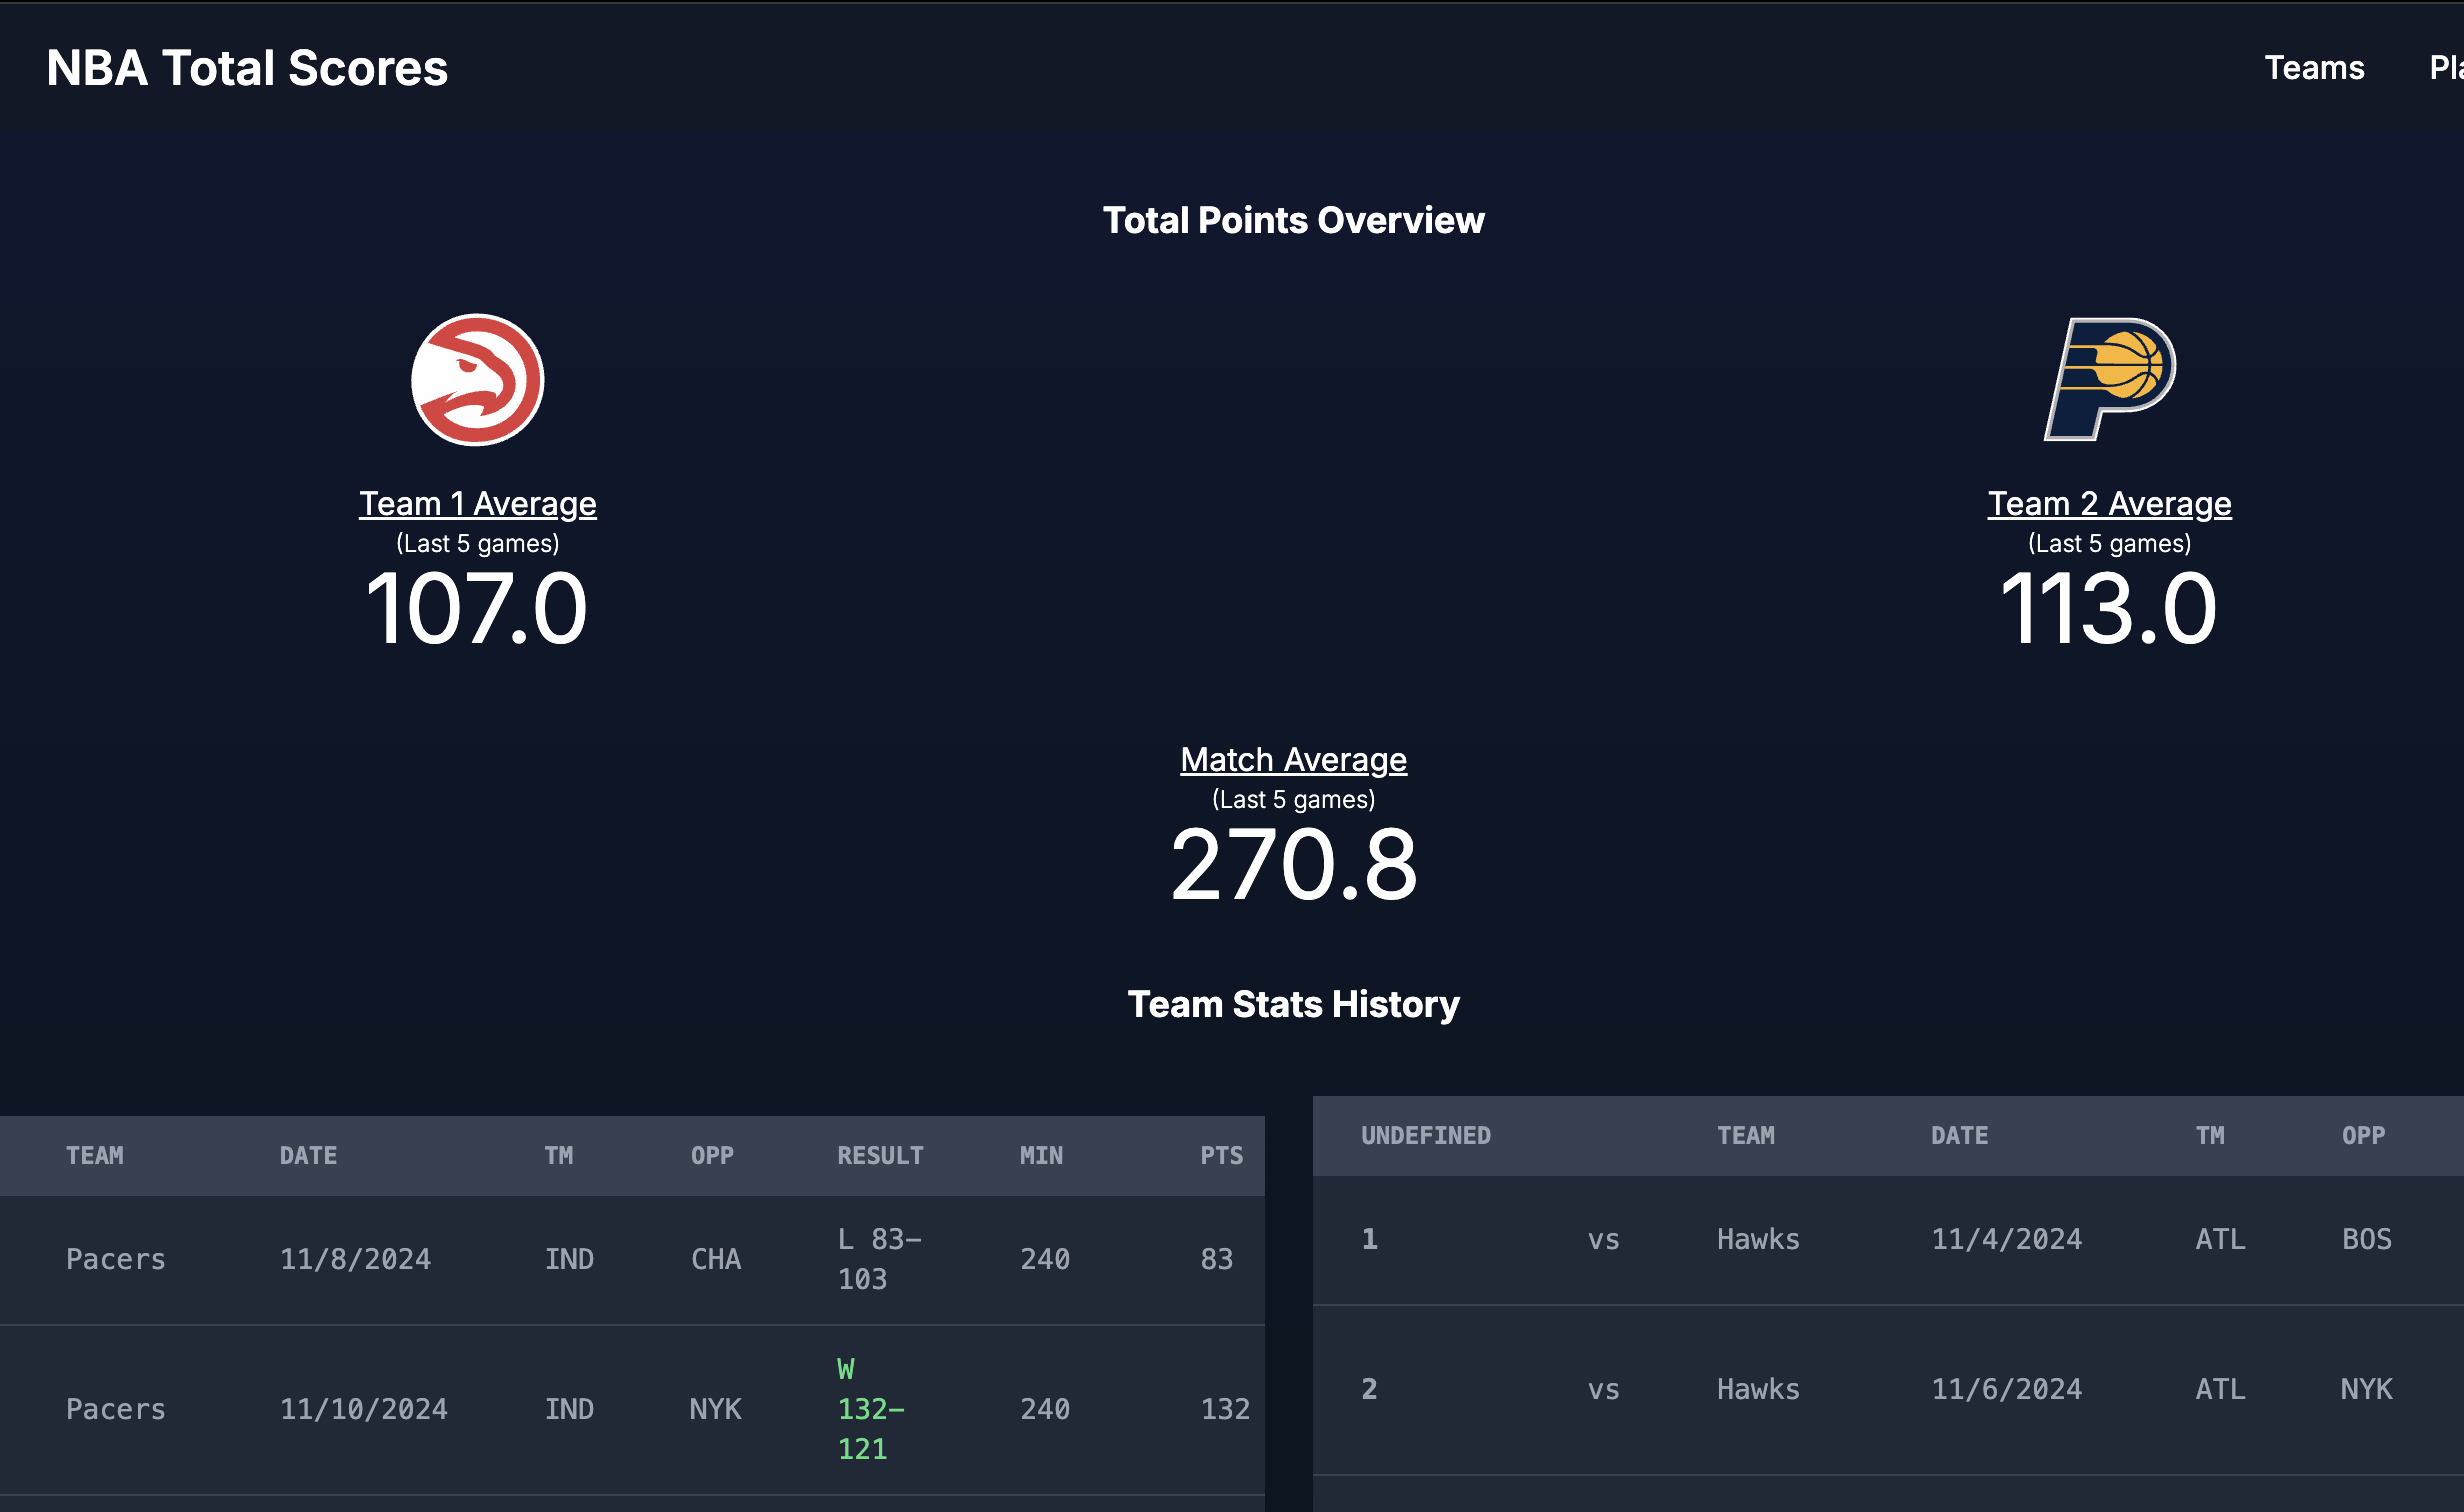 NBA Total Scores
Teams
Total Points Overview
Team 1 Average
(Last 5 games)
107.0
Team 2 Average
(Last 5 games)
113.0
Match Average
(Last 5 games)
270.8
Team Stats History
TEAM DATE TM OPP RESULT MIN PTS
Pacers 11/8/2024 IND CHA L 83-
103 240 83
Pacers 11/10/2024 IND NYK W
132-
121 240 132
UNDEFINED TEAM DATE TM OPP
1 vs Hawks 11/4/2024 ATL BOS
2 vs Hawks 11/6/2024 ATL NYK